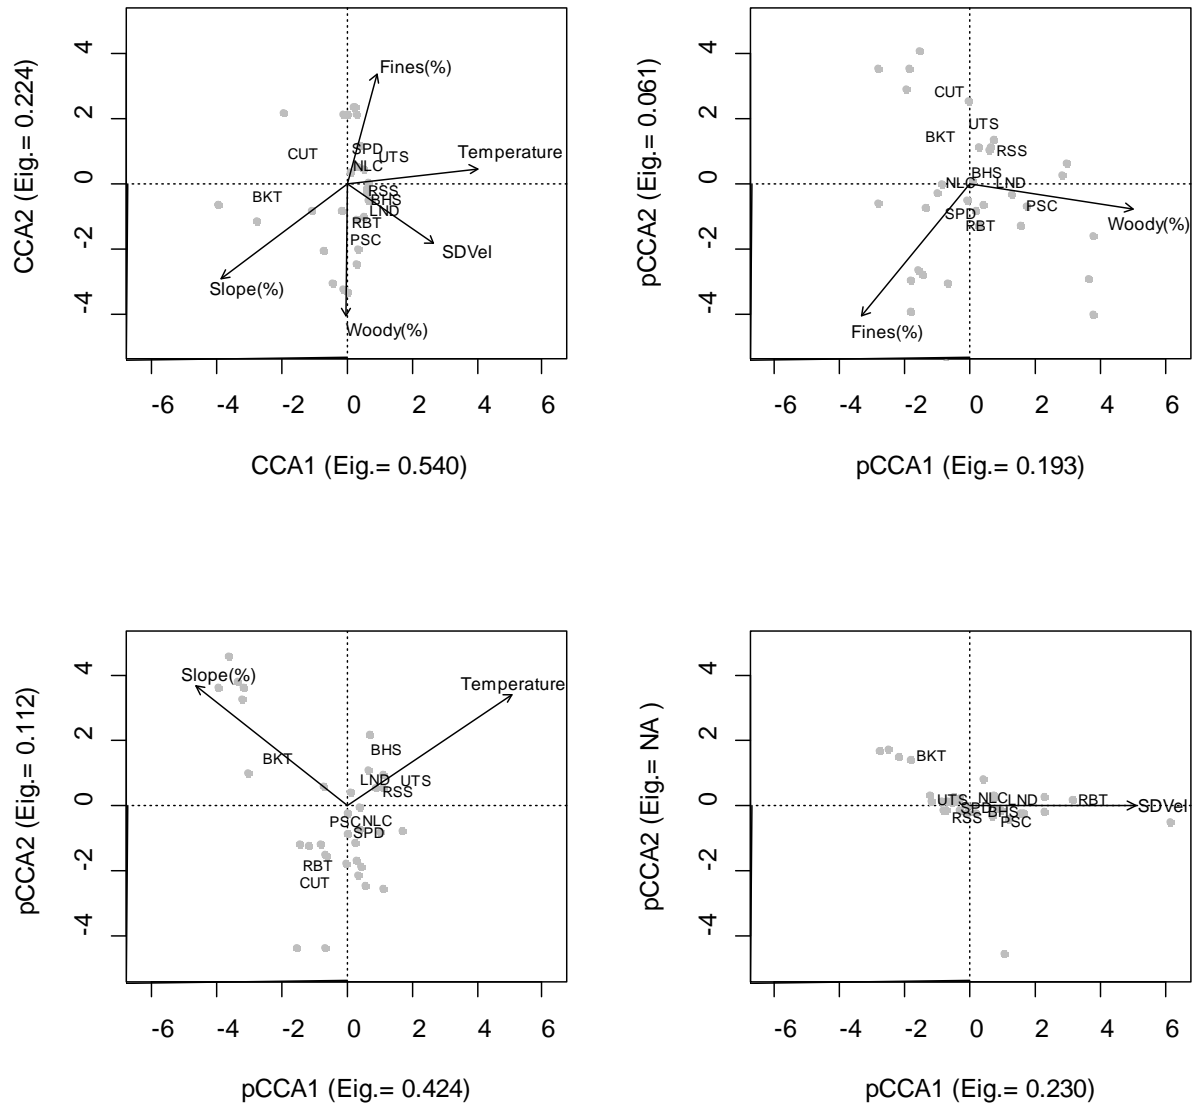 4
Fines(%)
2
CUT
SPD
UTS
NLC
Temperature
0
BKT
RSS
BHS
LND
RBT
PSC
SDVel
-2
Slope(%)
-4
Woody(%)
CCA2 (Eig.= 0.224)
-6 -4 -2 0 2 4 6
CCA1 (Eig.= 0.540)
4
CUT
2
UTS
BKT
RSS
BHS
0
NLC LND
PSC
SPD
RBT
Woody(%)
-2
-4
Fines(%)
pCCA2 (Eig.= 0.061)
-6 -4 -2 0 2 4 6
pCCA1 (Eig.= 0.193)
4
Slope(%)
Temperature
2
BHS
BKT
LND UTS
RSS
0
PSC NLC
SPD
RBT
-2
CUT
-4
pCCA2 (Eig.= 0.112)
-6 -4 -2 0 2 4 6
pCCA1 (Eig.= 0.424)
4
2
BKT
0
UTS NLC LND RBT SDVel
SPD BHS
RSS PSC
-2
-4
pCCA2 (Eig.= NA )
-6 -4 -2 0 2 4 6
pCCA1 (Eig.= 0.230)